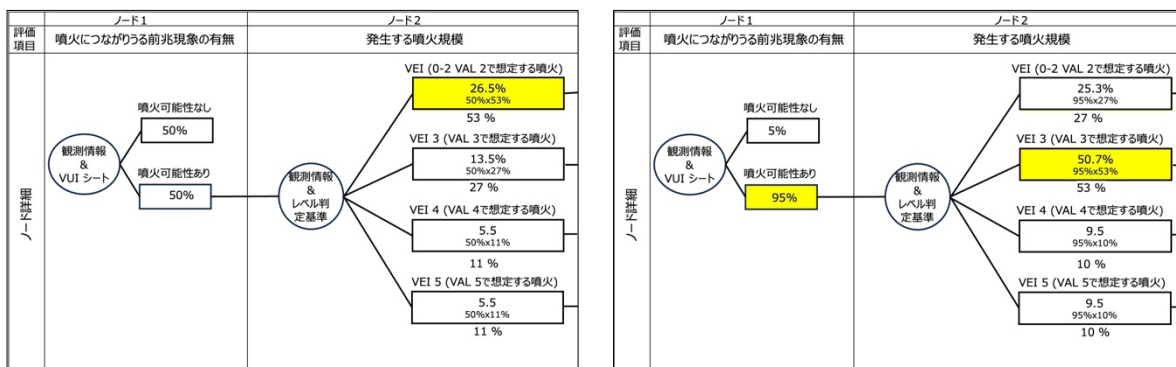 ノード1
ノード2
評価
項目
噴火につながりうる前兆現象の有無
発生する噴火規模
ノード詳細
観測情報
&
VUI シート
噴火可能性なし
50%
噴火可能性あり
50%
観測情報
&
レベル判
定基準
VEI (0-2 VAL 2で想定する噴火)
26.5%
50%x53%
53 %
VEI 3 (VAL 3で想定する噴火)
13.5%
50%x27%
27 %
VEI 4 (VAL 4で想定する噴火)
5.5
50%x11%
11 %
VEI 5 (VAL 5で想定する噴火)
5.5
50%x11%
11 %
ノード1
ノード2
評価
項目
噴火につながりうる前兆現象の有無
発生する噴火規模
ノード詳細
観測情報
&
VUI シート
噴火可能性なし
5%
噴火可能性あり
95%
観測情報
&
レベル判
定基準
VEI (0-2 VAL 2で想定する噴火)
25.3%
95%x27%
27 %
VEI 3 (VAL 3で想定する噴火)
50.7%
95%x53%
53 %
VEI 4 (VAL 4で想定する噴火)
9.5
95%x10%
10 %
VEI 5 (VAL 5で想定する噴火)
9.5
95%x10%
10 %